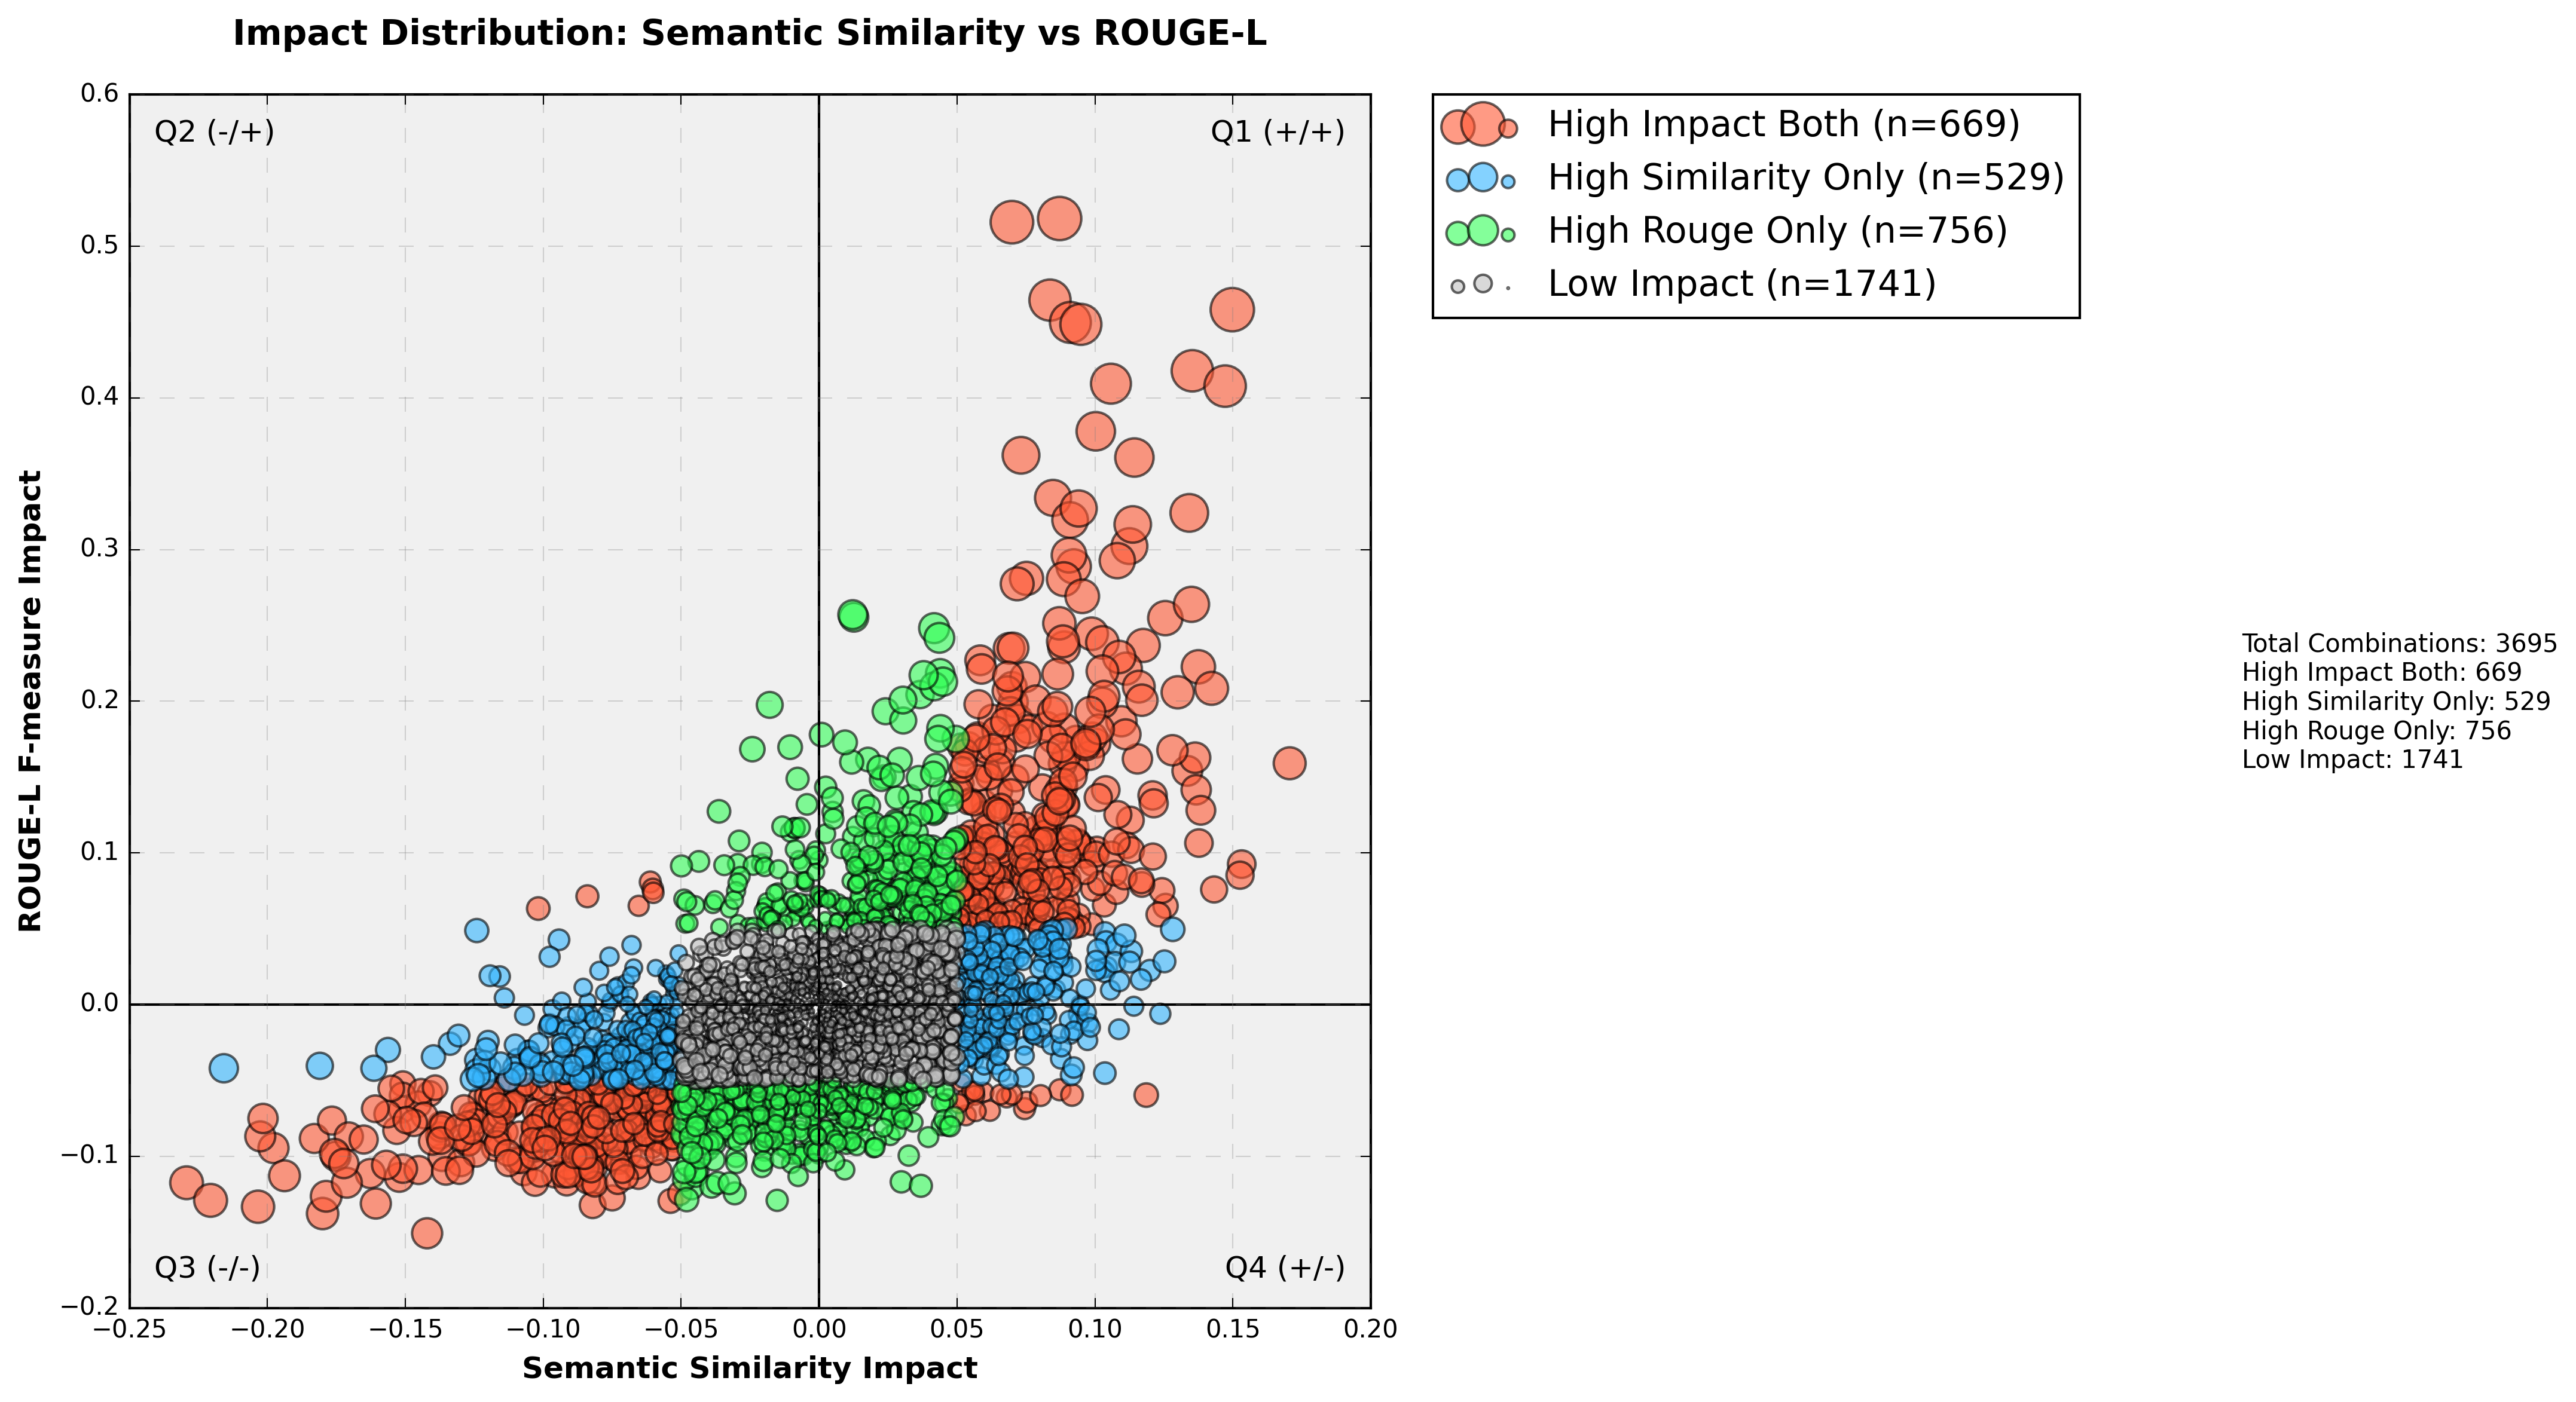 Impact Distribution: Semantic Similarity vs ROUGE-L
Q2 (-/+)
Q1 (+/+)
Q3 (-/-)
Q4 (+/-)
0.6
0.5
0.4
0.3
0.2
0.1
0.0
−0.1
−0.2
ROUGE-L F-measure Impact
−0.25
−0.20
−0.15
−0.10
−0.05
0.00
0.05
0.10
0.15
0.20
Semantic Similarity Impact
High Impact Both (n=669)
High Similarity Only (n=529)
High Rouge Only (n=756)
Low Impact (n=1741)
Total Combinations: 3695
High Impact Both: 669
High Similarity Only: 529
High Rouge Only: 756
Low Impact: 1741